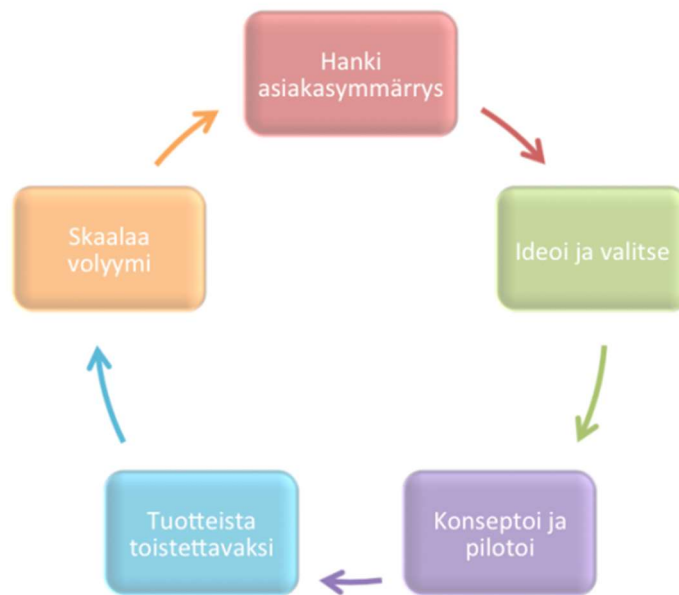 Hanki
asiakasymmärrys
Ideoi ja valitse
Konseptoi ja
pilotoi
Tuotteista
toistettavaksi
Skaalaa
volyymi